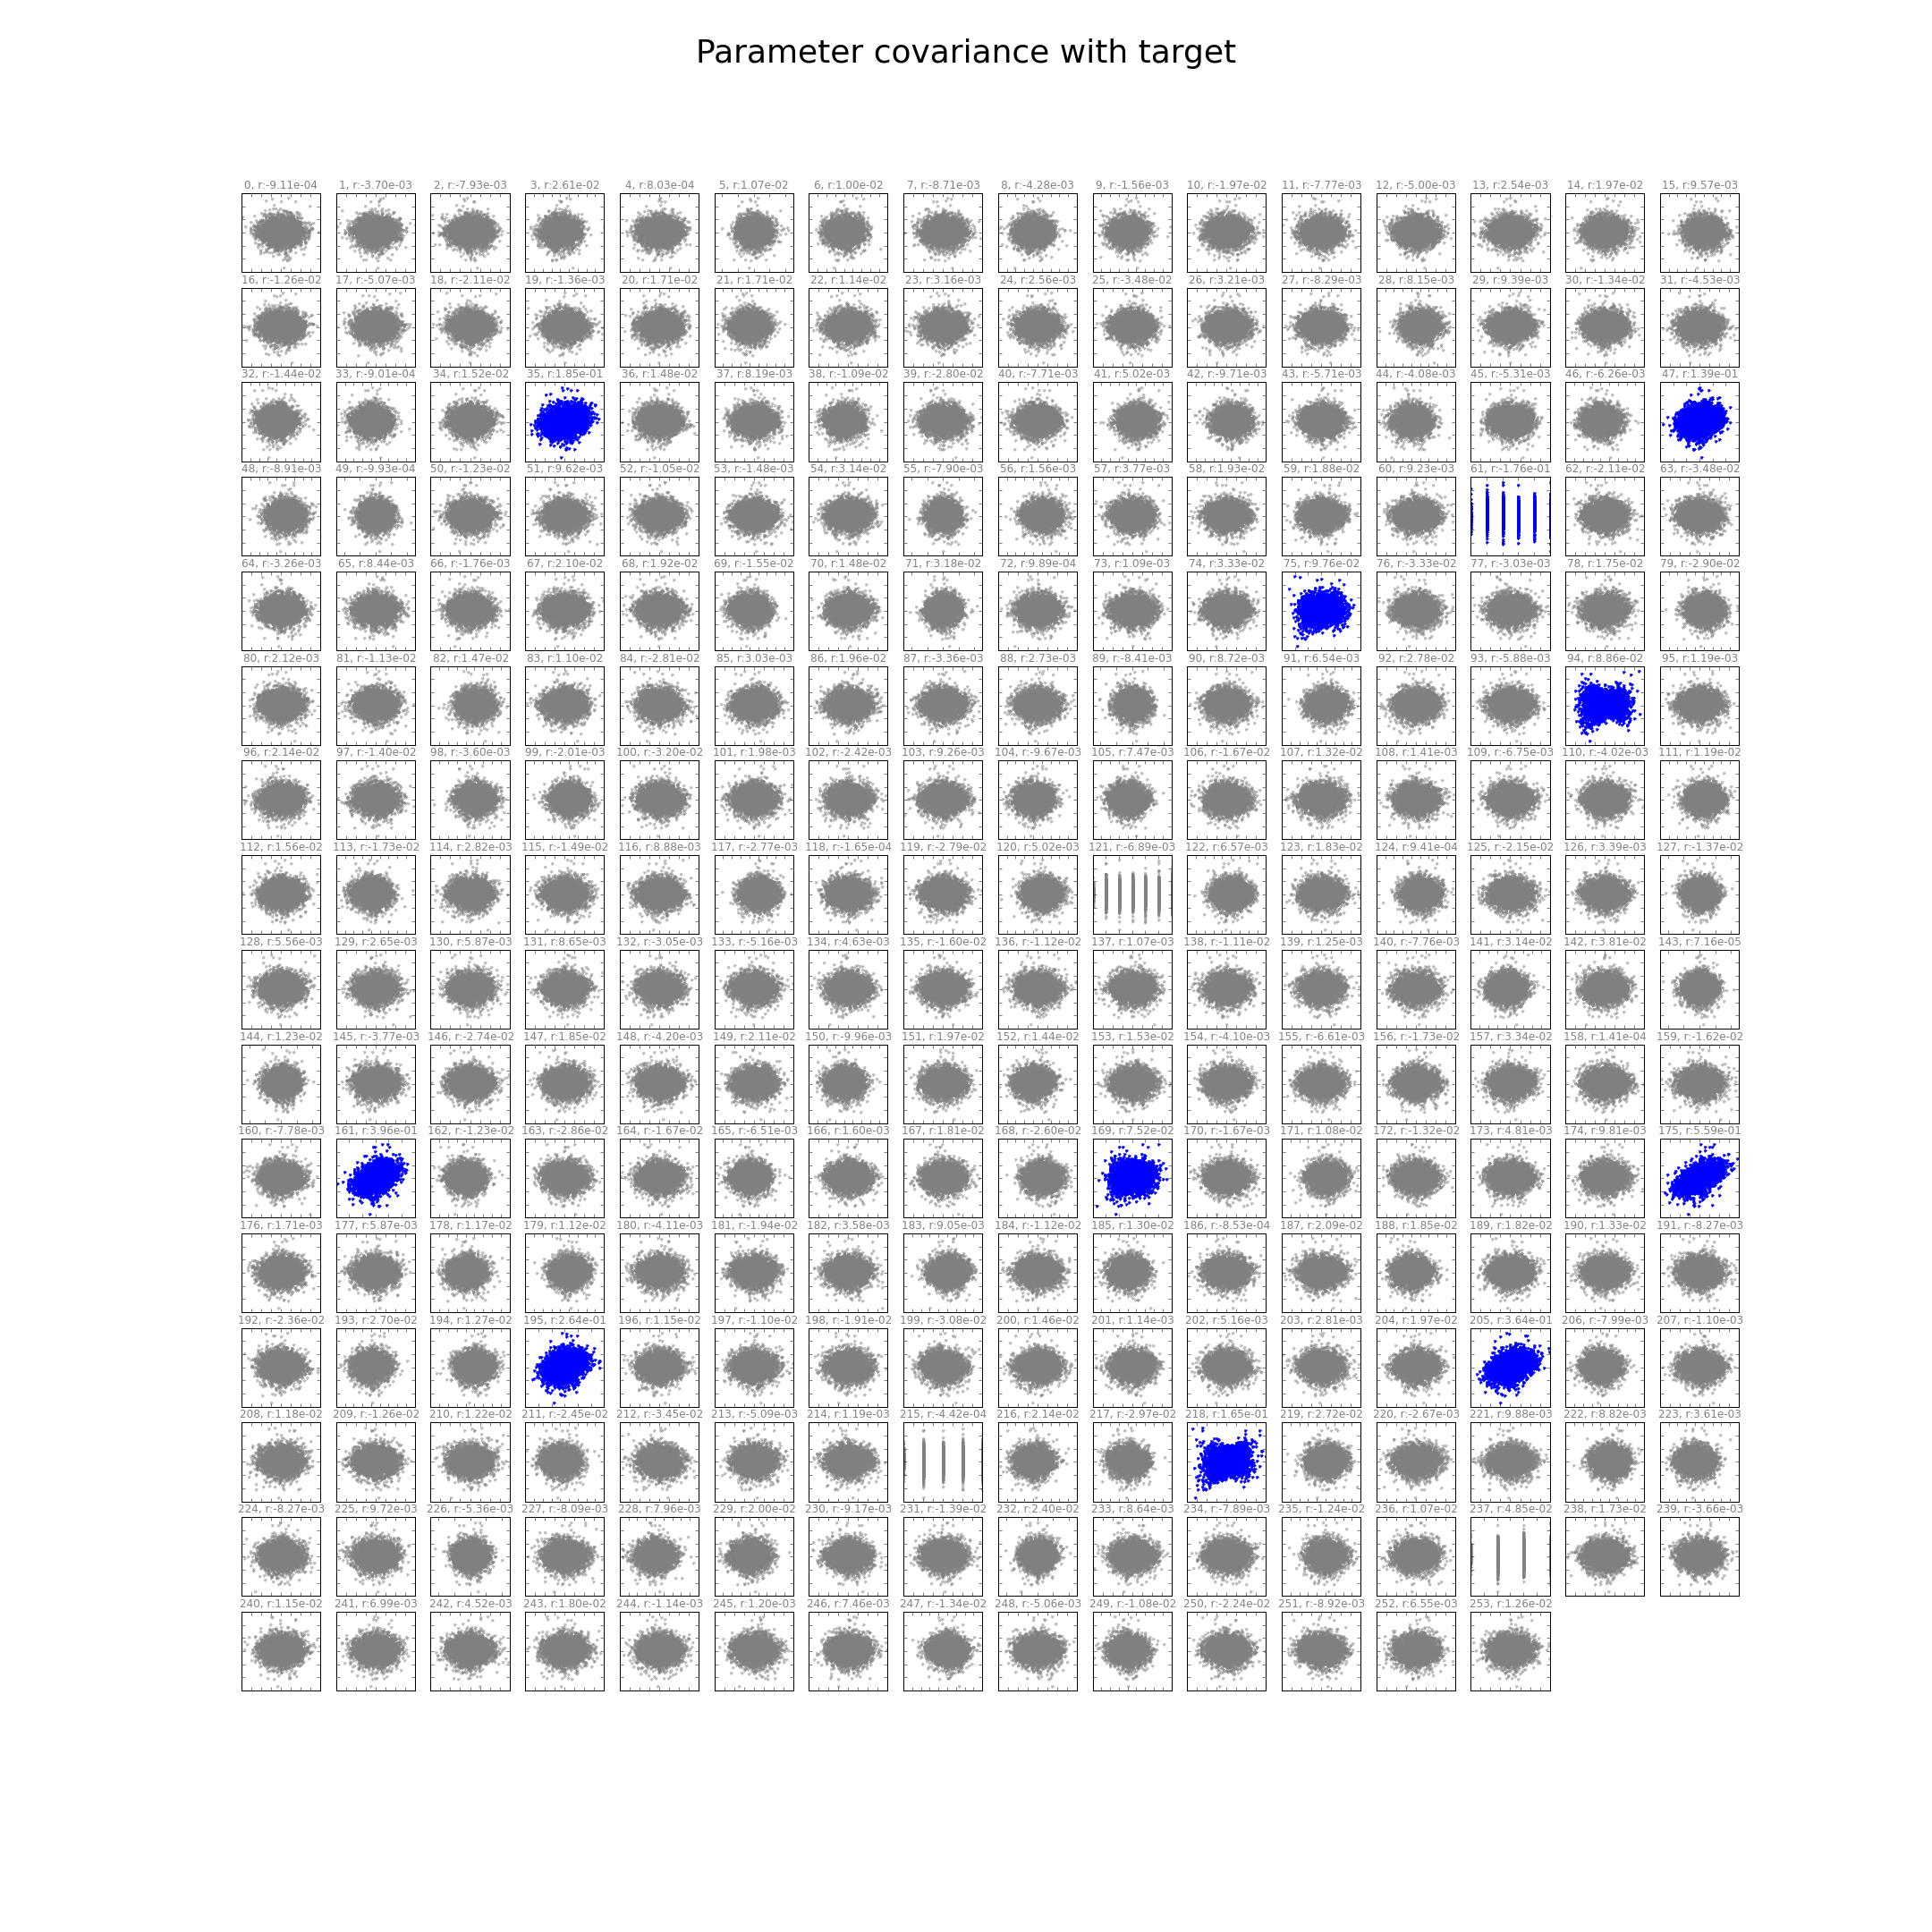 Parameter covariance with target
0, r:-9.11e-04 1, r:-3.70e-03 2, r:-7.93e-03 3, r:2.61e-02 4, r:8.03e-04 5, r:1.07e-02 6, r:1.00e-02 7, r:-8.71e-03 8, r:-4.28e-03 9, r:-1.56e-03 10, r:-1.97e-02 11, r:-7.77e-03 12, r:-5.00e-03 13, r:2.54e-03 14, r:1.97e-02 15, r:9.57e-03
16, r:-1.26e-02 17, r:-5.07e-03 18, r:-2.11e-02 19, r:-1.36e-03 20, r:1.71e-02 21, r:1.71e-02 22, r:1.14e-02 23, r:3.16e-03 24, r:2.56e-03 25, r:-3.48e-02 26, r:3.21e-03 27, r:-8.29e-03 28, r:8.15e-03 29, r:9.39e-03 30, r:-1.34e-02 31, r:-4.53e-03
32, r:-1.44e-02 33, r:-9.01e-04 34, r:1.52e-02 35, r:1.85e-01 36, r:1.48e-02 37, r:8.19e-03 38, r:-1.09e-02 39, r:-2.80e-02 40, r:-7.71e-03 41, r:5.02e-03 42, r:-9.71e-03 43, r:-5.71e-03 44, r:-4.08e-03 45, r:-5.31e-03 46, r:-6.26e-03 47, r:1.39e-01
48, r:-8.91e-03 49, r:-9.93e-04 50, r:-1.23e-02 51, r:9.62e-03 52, r:-1.05e-02 53, r:-1.48e-03 54, r:3.14e-02 55, r:-7.90e-03 56, r:1.56e-03 57, r:3.77e-03 58, r:1.93e-02 59, r:1.88e-02 60, r:9.23e-03 61, r:-1.76e-01 62, r:-2.11e-02 63, r:-3.48e-02
64, r:-3.26e-03 65, r:8.44e-03 66, r:-1.76e-03 67, r:2.10e-02 68, r:1.92e-02 69, r:-1.55e-02 70, r:1.48e-02 71, r:3.18e-02 72, r:9.89e-04 73, r:1.09e-03 74, r:3.33e-02 75, r:9.76e-02 76, r:-3.33e-02 77, r:-3.03e-03 78, r:1.75e-02 79, r:-2.90e-02
80, r:2.12e-03 81, r:-1.13e-02 82, r:1.47e-02 83, r:1.10e-02 84, r:-2.81e-02 85, r:3.03e-03 86, r:1.96e-02 87, r:-3.36e-03 88, r:2.73e-03 89, r:-8.41e-03 90, r:8.72e-03 91, r:6.54e-03 92, r:2.78e-02 93, r:-5.88e-03 94, r:8.86e-02 95, r:1.19e-03
96, r:2.14e-02 97, r:-1.40e-02 98, r:-3.60e-03 99, r:-2.01e-03 100, r:-3.20e-02 101, r:1.98e-03 102, r:-2.42e-03 103, r:9.26e-03 104, r:-9.67e-03 105, r:7.47e-03 106, r:-1.67e-02 107, r:1.32e-02 108, r:1.41e-03 109, r:-6.75e-03 110, r:-4.02e-03 111, r:1.19e-02
112, r:1.56e-02 113, r:-1.73e-02 114, r:2.82e-03 115, r:-1.49e-02 116, r:8.88e-03 117, r:-2.77e-03 118, r:-1.65e-04 119, r:-2.79e-02 120, r:5.02e-03 121, r:-6.89e-03 122, r:6.57e-03 123, r:1.83e-02 124, r:9.41e-04 125, r:-2.15e-02 126, r:3.39e-03 127, r:-1.37e-02
128, r:5.56e-03 129, r:2.65e-03 130, r:5.87e-03 131, r:8.65e-03 132, r:-3.05e-03 133, r:-5.16e-03 134, r:4.63e-03 135, r:-1.60e-02 136, r:-1.12e-02 137, r:1.07e-03 138, r:-1.11e-02 139, r:1.25e-03 140, r:-7.76e-03 141, r:3.14e-02 142, r:3.81e-02 143, r:7.16e-05
144, r:1.23e-02 145, r:-3.77e-03 146, r:-2.74e-02 147, r:1.85e-02 148, r:-4.20e-03 149, r:2.11e-02 150, r:-9.96e-03 151, r:1.97e-02 152, r:1.44e-02 153, r:1.53e-02 154, r:-4.10e-03 155, r:-6.61e-03 156, r:-1.73e-02 157, r:3.34e-02 158, r:1.41e-04 159, r:-1.62e-02
160, r:-7.78e-03 161, r:3.96e-01 162, r:-1.23e-02 163, r:-2.86e-02 164, r:-1.67e-02 165, r:-6.51e-03 166, r:1.60e-03 167, r:1.81e-02 168, r:-2.60e-02 169, r:7.52e-02 170, r:-1.67e-03 171, r:1.08e-02 172, r:-1.32e-02 173, r:4.81e-03 174, r:9.81e-03 175, r:5.59e-01
176, r:1.71e-03 177, r:5.87e-03 178, r:1.17e-02 179, r:1.12e-02 180, r:-4.11e-03 181, r:-1.94e-02 182, r:3.58e-03 183, r:9.05e-03 184, r:-1.12e-02 185, r:1.30e-02 186, r:-8.53e-04 187, r:2.09e-02 188, r:1.85e-02 189, r:1.82e-02 190, r:1.33e-02 191, r:-8.27e-03
192, r:-2.36e-02 193, r:2.70e-02 194, r:1.27e-02 195, r:2.64e-01 196, r:1.15e-02 197, r:-1.10e-02 198, r:-1.91e-02 199, r:-3.08e-02 200, r:1.46e-02 201, r:1.14e-03 202, r:5.16e-03 203, r:2.81e-03 204, r:1.97e-02 205, r:3.64e-01 206, r:-7.99e-03 207, r:-1.10e-03
208, r:1.18e-02 209, r:-1.26e-02 210, r:1.22e-02 211, r:-2.45e-02 212, r:-3.45e-02 213, r:-5.09e-03 214, r:1.19e-03 215, r:-4.42e-04 216, r:2.14e-02 217, r:-2.97e-02 218, r:1.65e-01 219, r:2.72e-02 220, r:-2.67e-03 221, r:9.88e-03 222, r:8.82e-03 223, r:3.61e-03
224, r:-8.27e-03 225, r:9.72e-03 226, r:-5.36e-03 227, r:-8.09e-03 228, r:7.96e-03 229, r:2.00e-02 230, r:-9.17e-03 231, r:-1.39e-02 232, r:2.40e-02 233, r:8.64e-03 234, r:-7.89e-03 235, r:-1.24e-02 236, r:1.07e-02 237, r:4.85e-02 238, r:1.73e-02 239, r:-3.66e-03
240, r:1.15e-02 241, r:6.99e-03 242, r:4.52e-03 243, r:1.80e-02 244, r:-1.14e-03 245, r:1.20e-03 246, r:7.46e-03 247, r:-1.34e-02 248, r:-5.06e-03 249, r:-1.08e-02 250, r:-2.24e-02 251, r:-8.92e-03 252, r:6.55e-03 253, r:1.26e-02